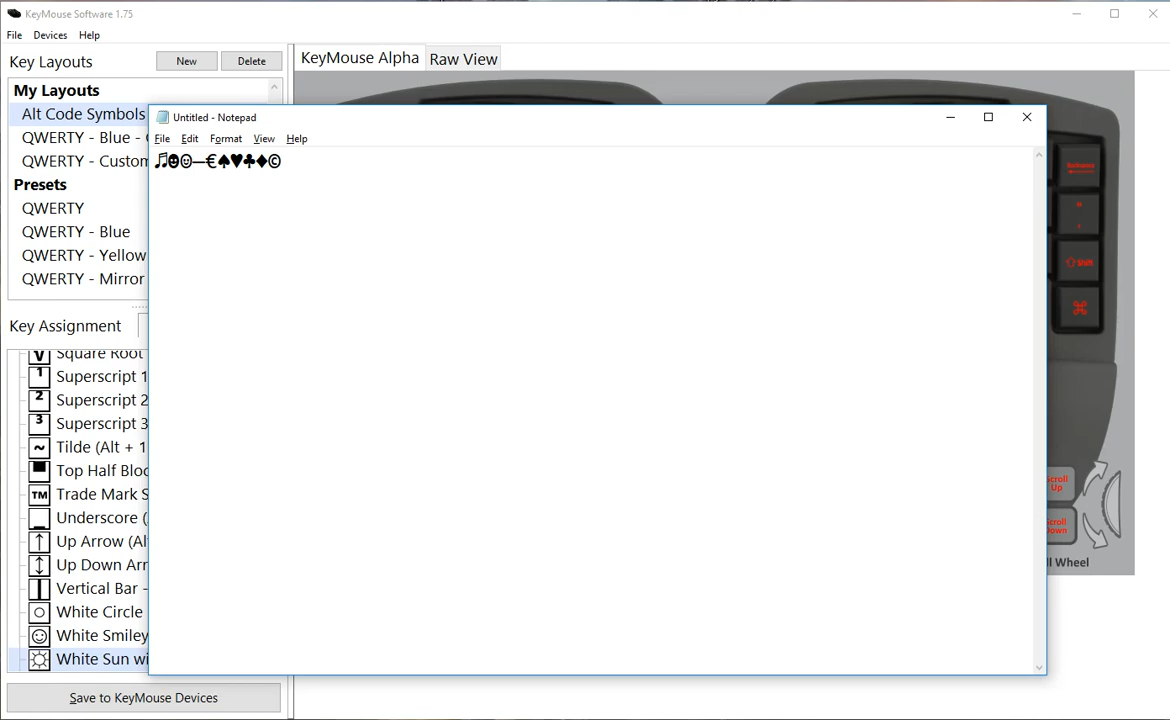 KeyMouse Software 1.75
File Devices Help
Key Layouts New Delete
My Layouts
Alt Code Symbols
QWERTY - Blue -
QWERTY - Custom
Presets
QWERTY
QWERTY - Blue
QWERTY - Yellow
QWERTY - Mirror
Key Assignment
Square Root
Superscript 1
Superscript 2
Superscript 3
Tilde (Alt + 1
Top Half Bloc
TM Trade Mark S
Underscore (
Up Arrow (Al
Up Down Arr
Vertical Bar -
White Circle
White Smiley
White Sun wi
Save to KeyMouse Devices
KeyMouse Alpha Raw View
Untitled - Notepad
File Edit Format View Help
♫☻☺—€♠♥♣♦©
Scroll
Up
Scroll
Down
Wheel